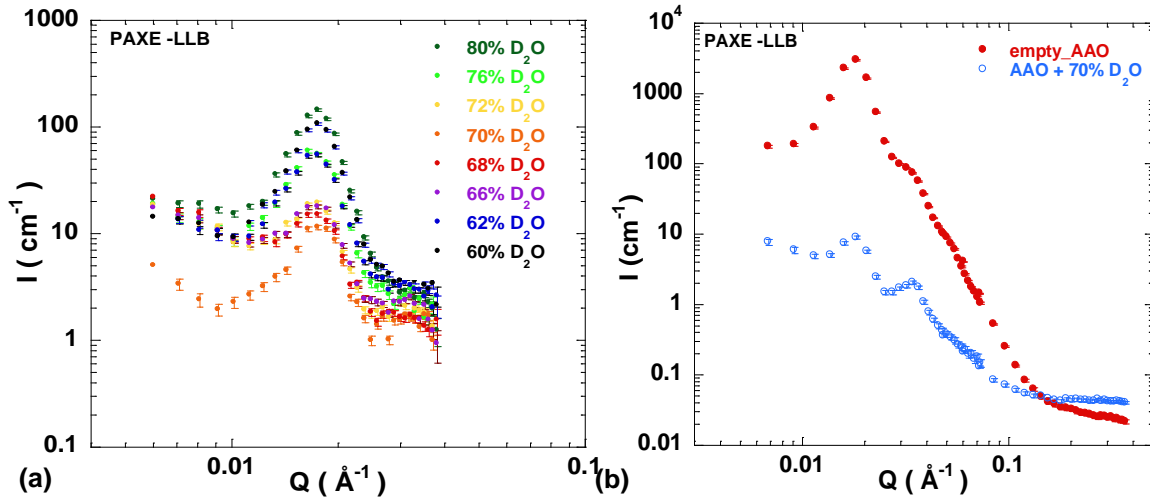 PAXE -LLB
80% D₂O
76% D₂O
72% D₂O
70% D₂O
68% D₂O
66% D₂O
62% D₂O
60% D₂O
1000
100
10
1
0.1
0.01
0.1
I ( cm⁻¹)
Q ( Å⁻¹)
(a)
PAXE -LLB
empty_AAO
AAO + 70% D₂O
10⁴
1000
100
10
1
0.1
0.01
0.01
0.1
I (cm⁻¹)
Q ( Å⁻¹)
(b)